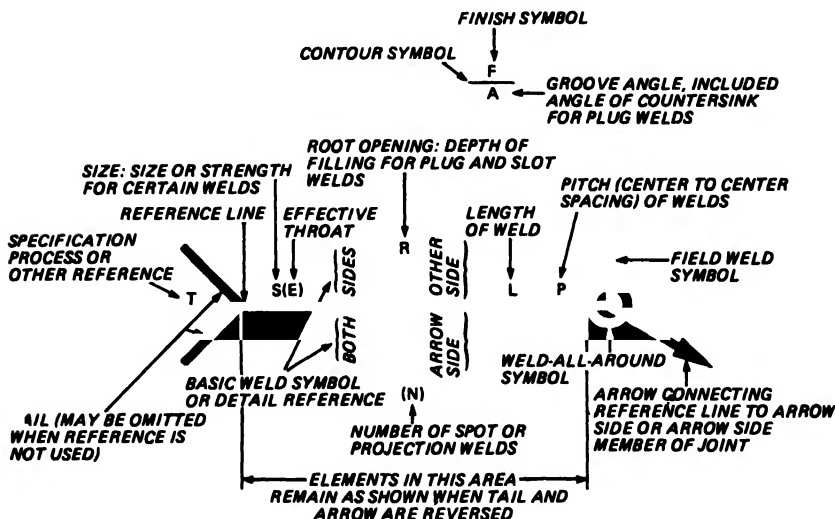 FINISH SYMBOL
CONTOUR SYMBOL
F
A
GROOVE ANGLE, INCLUDED
ANGLE OF COUNTERSINK
FOR PLUG WELDS
ROOT OPENING: DEPTH OF
FILLING FOR PLUG AND SLOT
WELDS
SIZE: SIZE OR STRENGTH
FOR CERTAIN WELDS
PITCH (CENTER TO CENTER
SPACING) OF WELDS
REFERENCE LINE
EFFECTIVE
THROAT
LENGTH
OF WELD
SPECIFICATION
PROCESS OR
OTHER REFERENCE
T
S(E)
SIDES
BOTH
R
OTHER
SIDE
ARROW
SIDE
L
P
FIELD WELD
SYMBOL
BASIC WELD SYMBOL
OR DETAIL REFERENCE
(N)
WELD-ALL-AROUND
SYMBOL
AIL (MAY BE OMITTED
WHEN REFERENCE IS
NOT USED)
NUMBER OF SPOT OR
PROJECTION WELDS
ARROW CONNECTING
REFERENCE LINE TO ARROW
SIDE OR ARROW SIDE
MEMBER OF JOINT
ELEMENTS IN THIS AREA
REMAIN AS SHOWN WHEN TAIL AND
ARROW ARE REVERSED